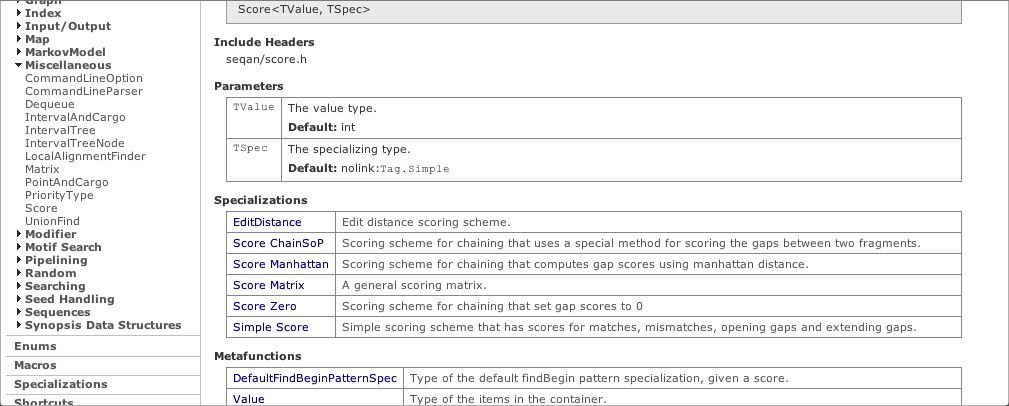 Graph
Index
Input/Output
Map
MarkovModel
Miscellaneous
CommandLineOption
CommandLineParser
Dequeue
IntervalAndCargo
IntervalTree
IntervalTreeNode
LocalAlignmentFinder
Matrix
PointAndCargo
PriorityType
Score
UnionFind
Modifier
Motif Search
Pipelining
Random
Searching
Seed Handling
Sequences
Synopsis Data Structures
Enums
Macros
Specializations
Shortcuts
Score<TValue, TSpec>
Include Headers
seqan/score.h
Parameters
TValue The value type.
Default: int
TSpec The specializing type.
Default: nolink:Tag.Simple
Specializations
EditDistance Edit distance scoring scheme.
Score ChainSoP Scoring scheme for chaining that uses a special method for scoring the gaps between two fragments.
Score Manhattan Scoring scheme for chaining that computes gap scores using manhattan distance.
Score Matrix A general scoring matrix.
Score Zero Scoring scheme for chaining that set gap scores to 0
Simple Score Simple scoring scheme that has scores for matches, mismatches, opening gaps and extending gaps.
Metafunctions
DefaultFindBeginPatternSpec Type of the default findBegin pattern specialization, given a score.
Value Type of the items in the container.